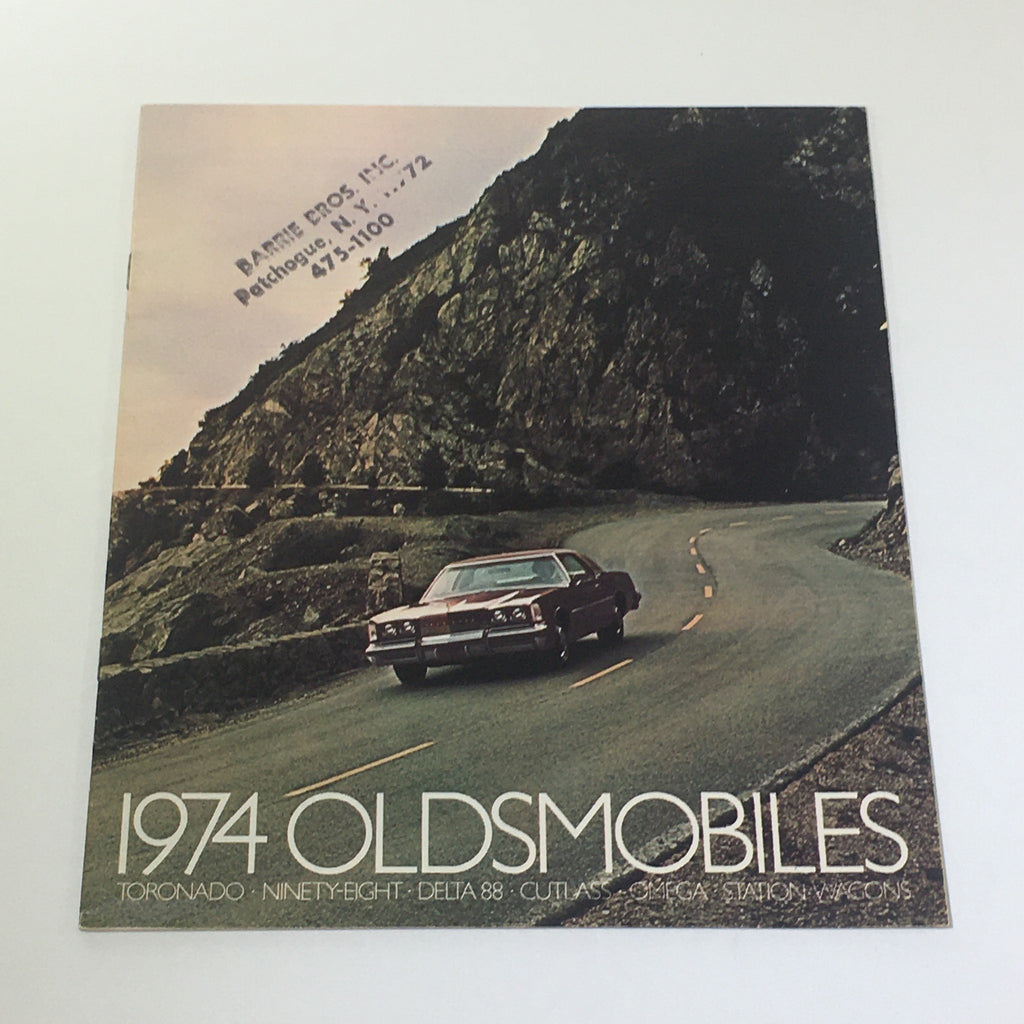 BARRIE BROS. INC.
Patchogue, N. Y.
475-1100
1974 OLDSMOBILES
TORONADO · NINETY-EIGHT · DELTA 88 · CUTLASS · OMEGA · STATION WAGONS